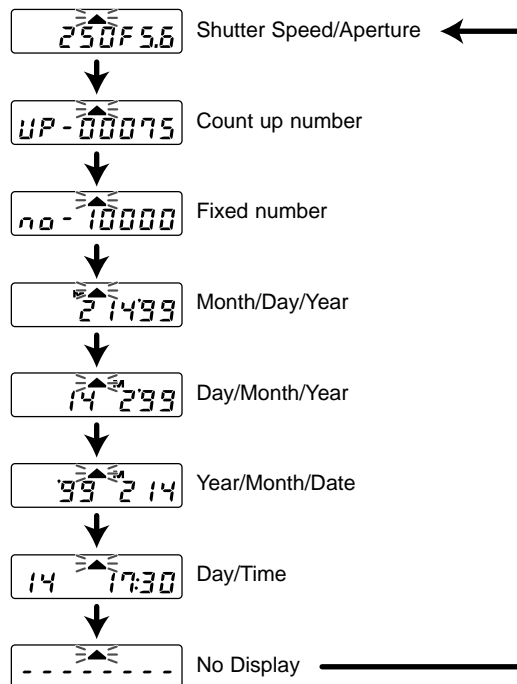 250F 5.6 Shutter Speed/Aperture
UP-00075 Count up number
no-10000 Fixed number
M 2 14'99 Month/Day/Year
14 M 2'99 Day/Month/Year
'99 M 2 14 Year/Month/Date
14 17:30 Day/Time
- - - - - - - - No Display